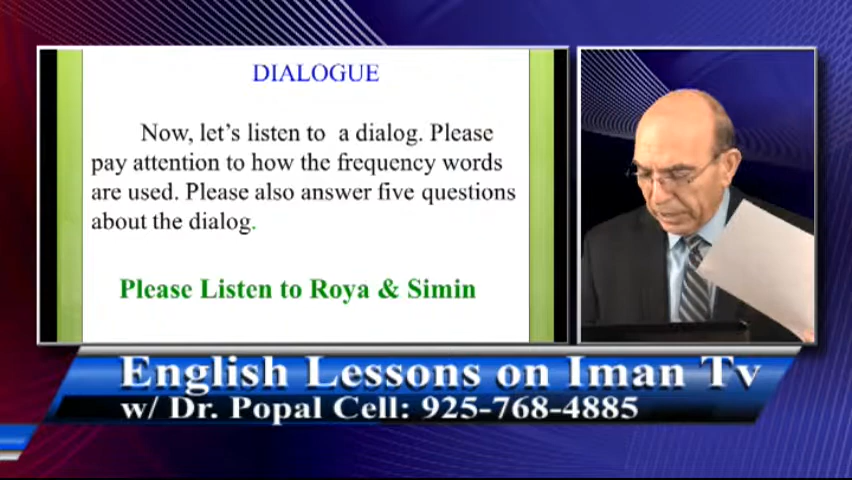 DIALOGUE
Now, let's listen to a dialog. Please
pay attention to how the frequency words
are used. Please also answer five questions
about the dialog.
Please Listen to Roya & Simin
English Lessons on Iman Tv
w/ Dr. Popal Cell: 925-768-4885